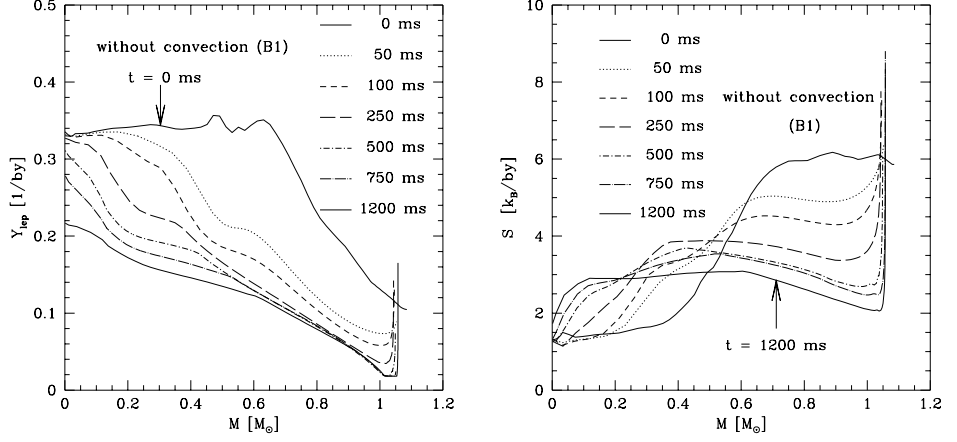 without convection (B1)
t = 0 ms
0 ms
50 ms
100 ms
250 ms
500 ms
750 ms
1200 ms
0.5
0.4
0.3
0.2
0.1
0
Y_lep [1/by]
0 0.2 0.4 0.6 0.8 1 1.2
M [M⊙]
0 ms
50 ms
100 ms
250 ms
500 ms
750 ms
1200 ms
without convection
(B1)
t = 1200 ms
10
8
6
4
2
0
S [k_B/by]
0 0.2 0.4 0.6 0.8 1 1.2
M [M⊙]